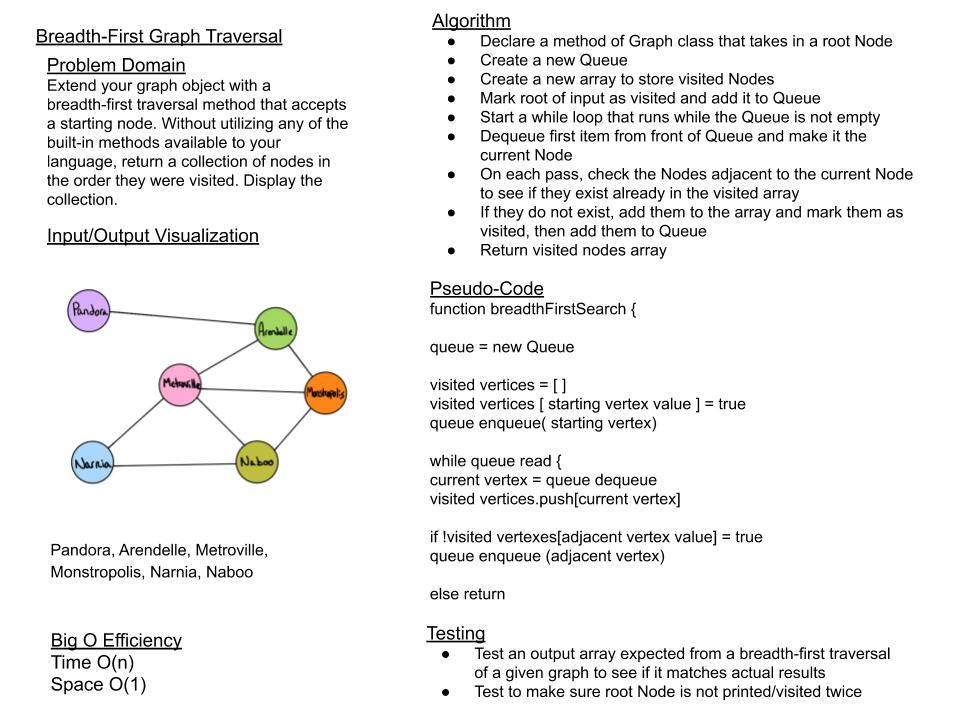 Breadth-First Graph Traversal
Problem Domain
Extend your graph object with a
breadth-first traversal method that accepts
a starting node. Without utilizing any of the
built-in methods available to your
language, return a collection of nodes in
the order they were visited. Display the
collection.
Input/Output Visualization
Pandora
Arendelle
Metroville
Monstropolis
Narnia
Naboo
Pandora, Arendelle, Metroville,
Monstropolis, Narnia, Naboo
Big O Efficiency
Time O(n)
Space O(1)
Algorithm
● Declare a method of Graph class that takes in a root Node
● Create a new Queue
● Create a new array to store visited Nodes
● Mark root of input as visited and add it to Queue
● Start a while loop that runs while the Queue is not empty
● Dequeue first item from front of Queue and make it the
current Node
● On each pass, check the Nodes adjacent to the current Node
to see if they exist already in the visited array
● If they do not exist, add them to the array and mark them as
visited, then add them to Queue
● Return visited nodes array
Pseudo-Code
function breadthFirstSearch {
queue = new Queue
visited vertices = [ ]
visited vertices [ starting vertex value ] = true
queue enqueue( starting vertex)
while queue read {
current vertex = queue dequeue
visited vertices.push[current vertex]
if !visited vertexes[adjacent vertex value] = true
queue enqueue (adjacent vertex)
else return
Testing
● Test an output array expected from a breadth-first traversal
of a given graph to see if it matches actual results
● Test to make sure root Node is not printed/visited twice